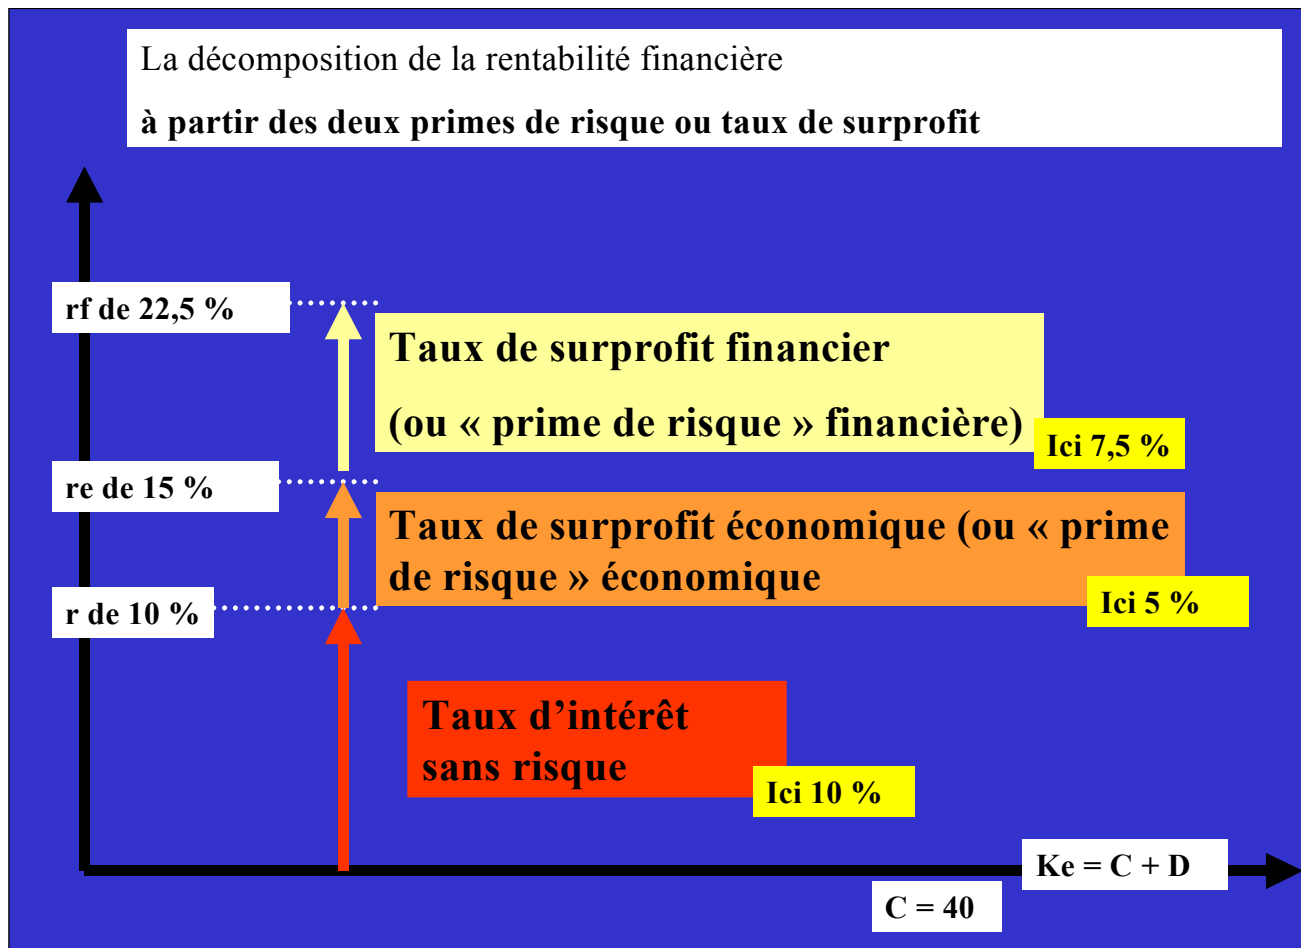 La décomposition de la rentabilité financière
à partir des deux primes de risque ou taux de surprofit
rf de 22,5 %
Taux de surprofit financier
(ou « prime de risque » financière)
Ici 7,5 %
re de 15 %
Taux de surprofit économique (ou « prime
de risque » économique
Ici 5 %
r de 10 %
Taux d’intérêt
sans risque
Ici 10 %
Ke = C + D
C = 40